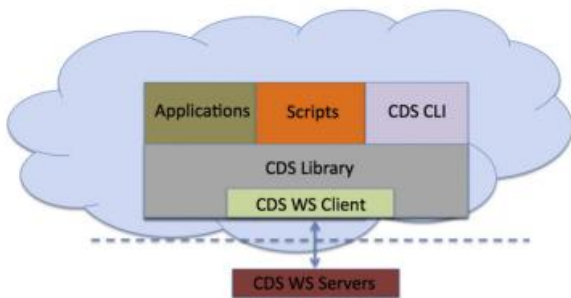 Applications
Scripts
CDS CLI
CDS Library
CDS WS Client
CDS WS Servers